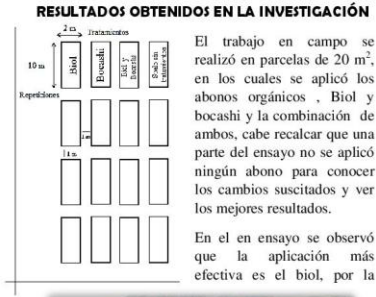 RESULTADOS OBTENIDOS EN LA INVESTIGACIÓN
2 m Tratamientos
10 m
Biol
Bocashi
Biol y
bocashi
Suelo sin
tratamientos
Repeticiones
1 m
1 m
El trabajo en campo se
realizó en parcelas de 20 m²,
en los cuales se aplicó los
abonos orgánicos , Biol y
bocashi y la combinación de
ambos, cabe recalcar que una
parte del ensayo no se aplicó
ningún abono para conocer
los cambios suscitados y ver
los mejores resultados.
En el en ensayo se observó
que la aplicación más
efectiva es el biol, por la